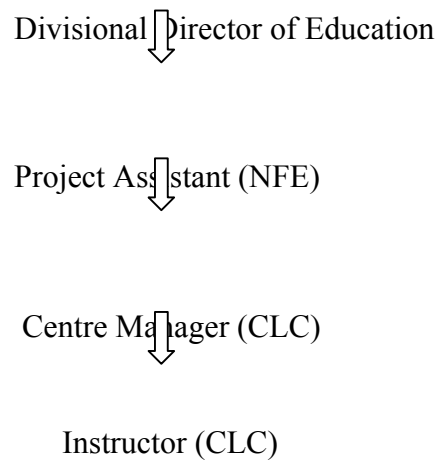 Divisional Director of Education
Project Assistant (NFE)
Centre Manager (CLC)
Instructor (CLC)